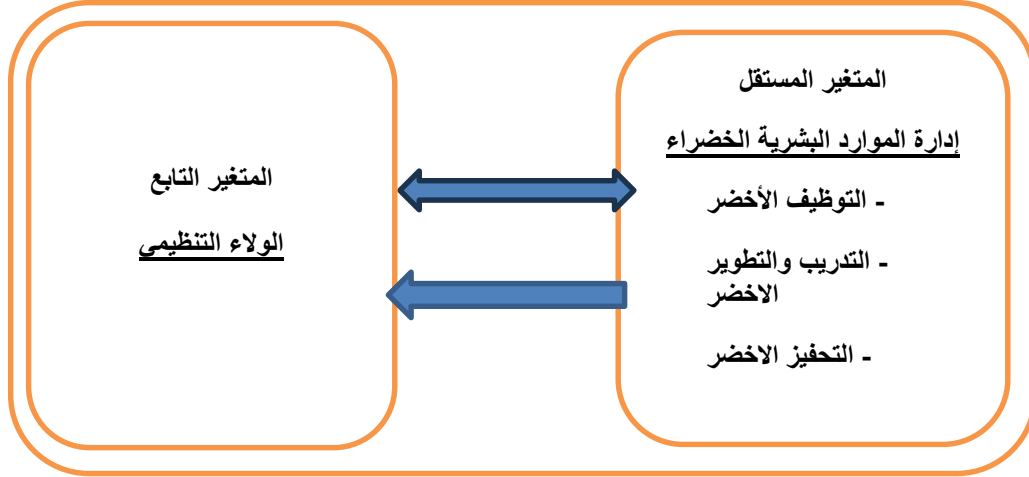 المتغير المستقل
إدارة الموارد البشرية الخضراء
- التوظيف الأخضر
- التدريب والتطوير
الاخضر
- التحفيز الاخضر
المتغير التابع
الولاء التنظيمي